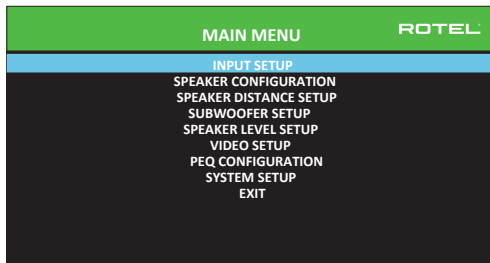 MAIN MENU
ROTEL
INPUT SETUP
SPEAKER CONFIGURATION
SPEAKER DISTANCE SETUP
SUBWOOFER SETUP
SPEAKER LEVEL SETUP
VIDEO SETUP
PEQ CONFIGURATION
SYSTEM SETUP
EXIT